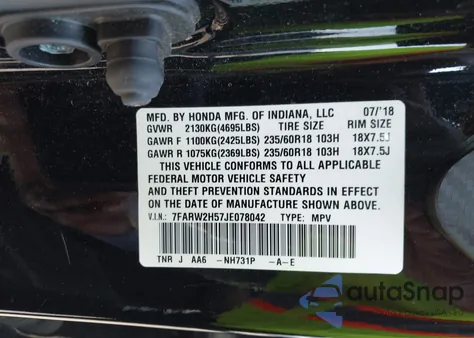 MFD. BY HONDA MFG. OF INDIANA, LLC 07/'18
GVWR 2130KG(4695LBS) TIRE SIZE RIM SIZE
GAWR F 1100KG(2425LBS) 235/60R18 103H 18X7.5J
GAWR R 1075KG(2369LBS) 235/60R18 103H 18X7.5J
THIS VEHICLE CONFORMS TO ALL APPLICABLE
FEDERAL MOTOR VEHICLE SAFETY
AND THEFT PREVENTION STANDARDS IN EFFECT
ON THE DATE OF MANUFACTURE SHOWN ABOVE.
V.I.N.: 7FARW2H57JE078042 TYPE: MPV
TNR J AA6 -NH731P -A-E
autoSnap